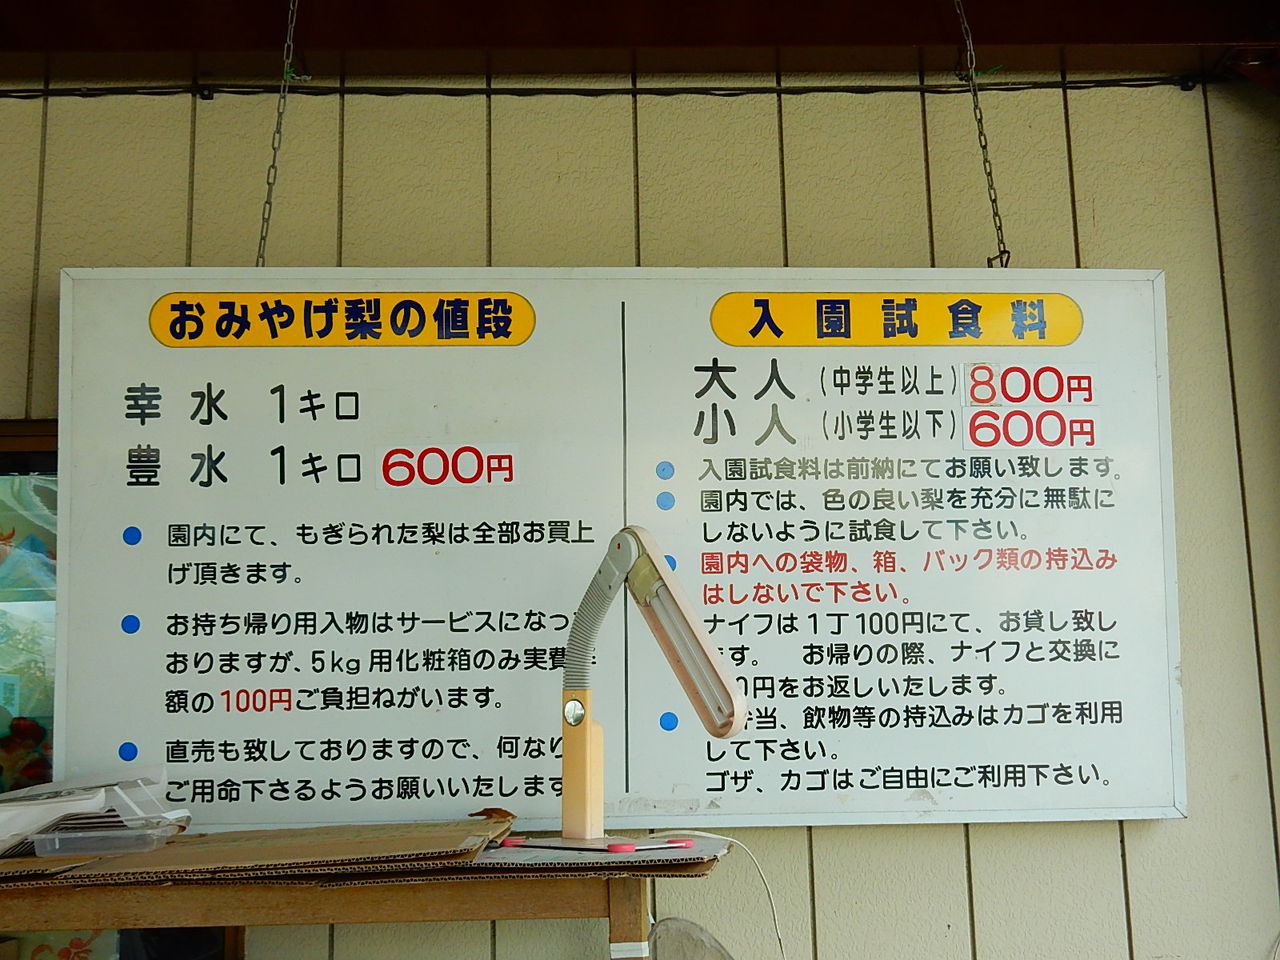 おみやげ梨の値段
幸水 1キロ
豊水 1キロ 600円
● 園内にて、もぎられた梨は全部お買上
げ頂きます。
● お持ち帰り用入物はサービスになっ
おりますが、5kg用化粧箱のみ実費
額の100円ご負担ねがいます。
● 直売も致しておりますので、何なり
ご用命下さるようお願いいたします
入園試食料
大人 (中学生以上) 800円
小人 (小学生以下) 600円
● 入園試食料は前納にてお願い致します。
● 園内では、色の良い梨を充分に無駄に
しないように試食して下さい。
● 園内への袋物、箱、バック類の持込み
はしないで下さい。
ナイフは1丁100円にて、お貸し致し
ます。 お帰りの際、ナイフと交換に
0円をお返しいたします。
● 弁当、飲物等の持込みはカゴを利用
して下さい。
ゴザ、カゴはご自由にご利用下さい。